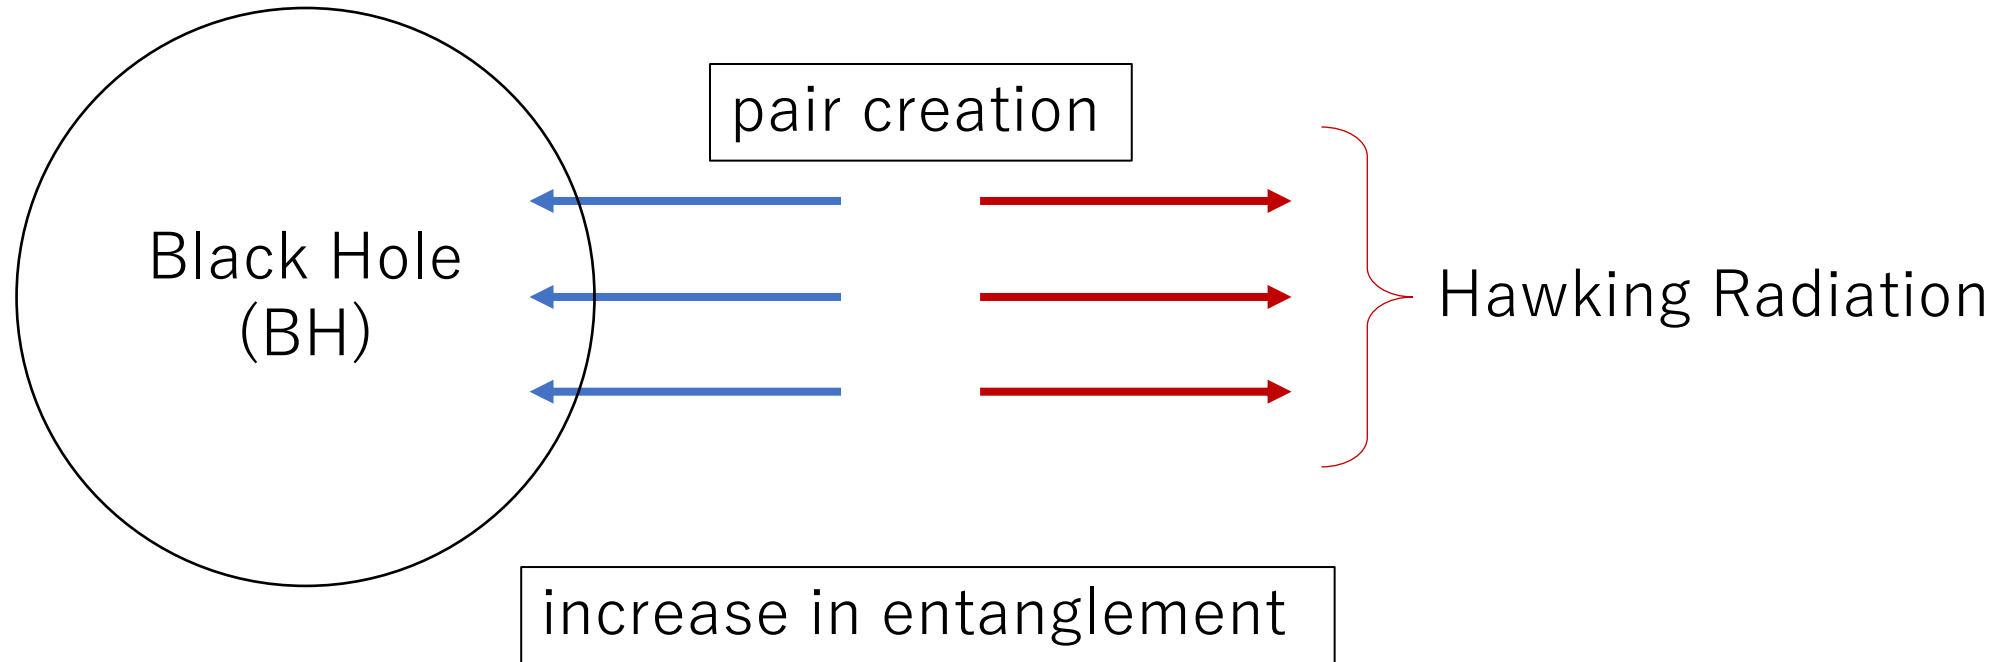 pair creation
Black Hole
(BH)
Hawking Radiation
increase in entanglement